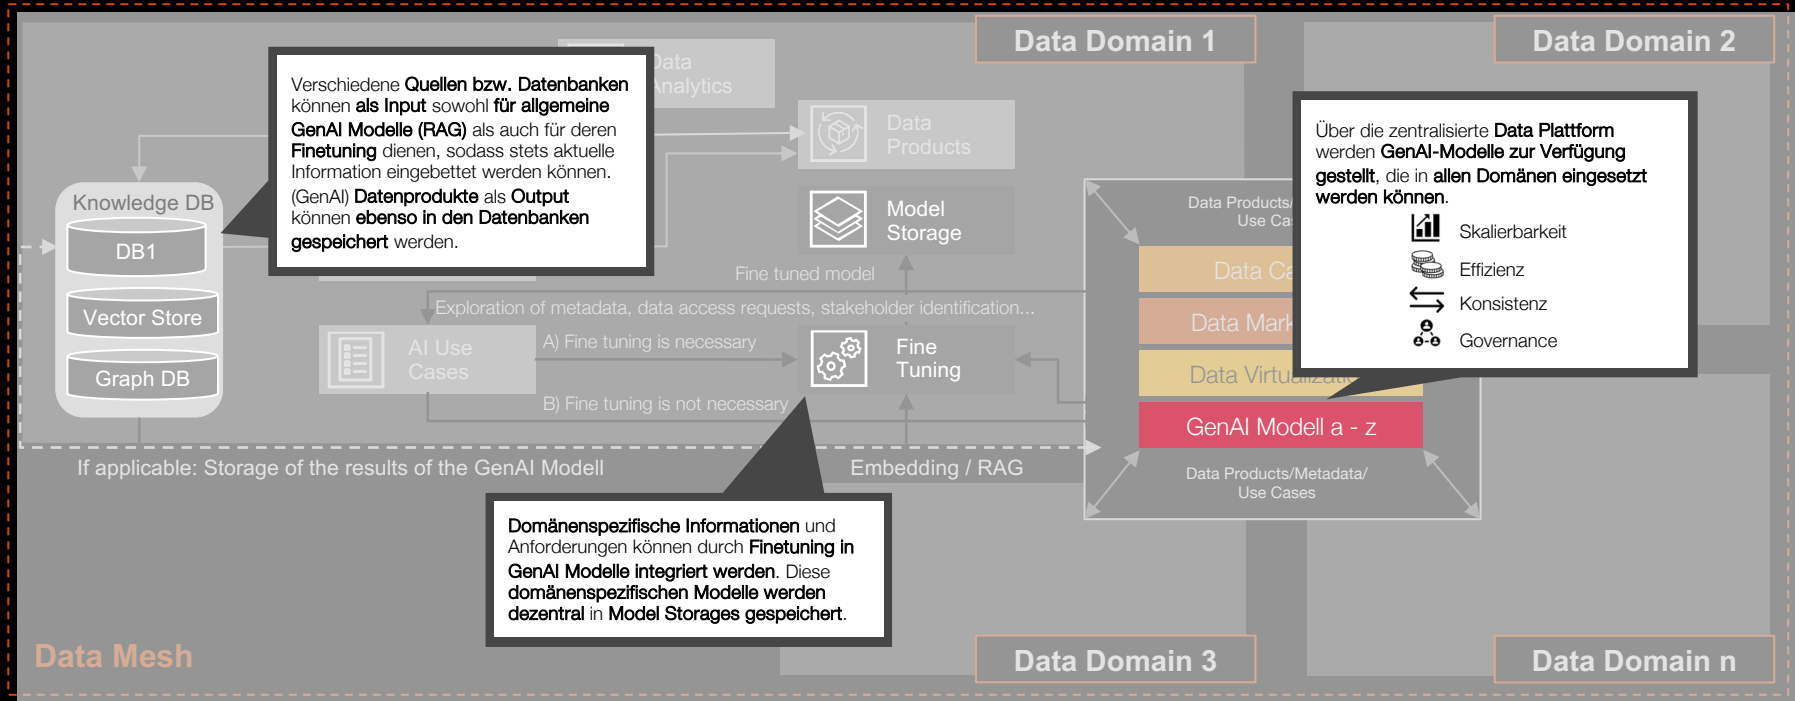 Data Domain 1
Data Domain 2
Data
Analytics
Verschiedene Quellen bzw. Datenbanken
können als Input sowohl für allgemeine
GenAI Modelle (RAG) als auch für deren
Finetuning dienen, sodass stets aktuelle
Information eingebettet werden können.
(GenAI) Datenprodukte als Output
können ebenso in den Datenbanken
gespeichert werden.
Data
Products
Über die zentralisierte Data Plattform
werden GenAI-Modelle zur Verfügung
gestellt, die in allen Domänen eingesetzt
werden können.
Skalierbarkeit
Effizienz
Konsistenz
Governance
Knowledge DB
DB1
Vector Store
Graph DB
Model
Storage
Data Products/
Use Cas
Data Ca
Data Mark
Data Virtualizatio
GenAI Modell a - z
Data Products/Metadata/
Use Cases
Fine tuned model
Exploration of metadata, data access requests, stakeholder identification...
AI Use
Cases
A) Fine tuning is necessary
Fine
Tuning
B) Fine tuning is not necessary
If applicable: Storage of the results of the GenAI Modell
Embedding / RAG
Domänenspezifische Informationen und
Anforderungen können durch Finetuning in
GenAI Modelle integriert werden. Diese
domänenspezifischen Modelle werden
dezentral in Model Storages gespeichert.
Data Mesh
Data Domain 3
Data Domain n